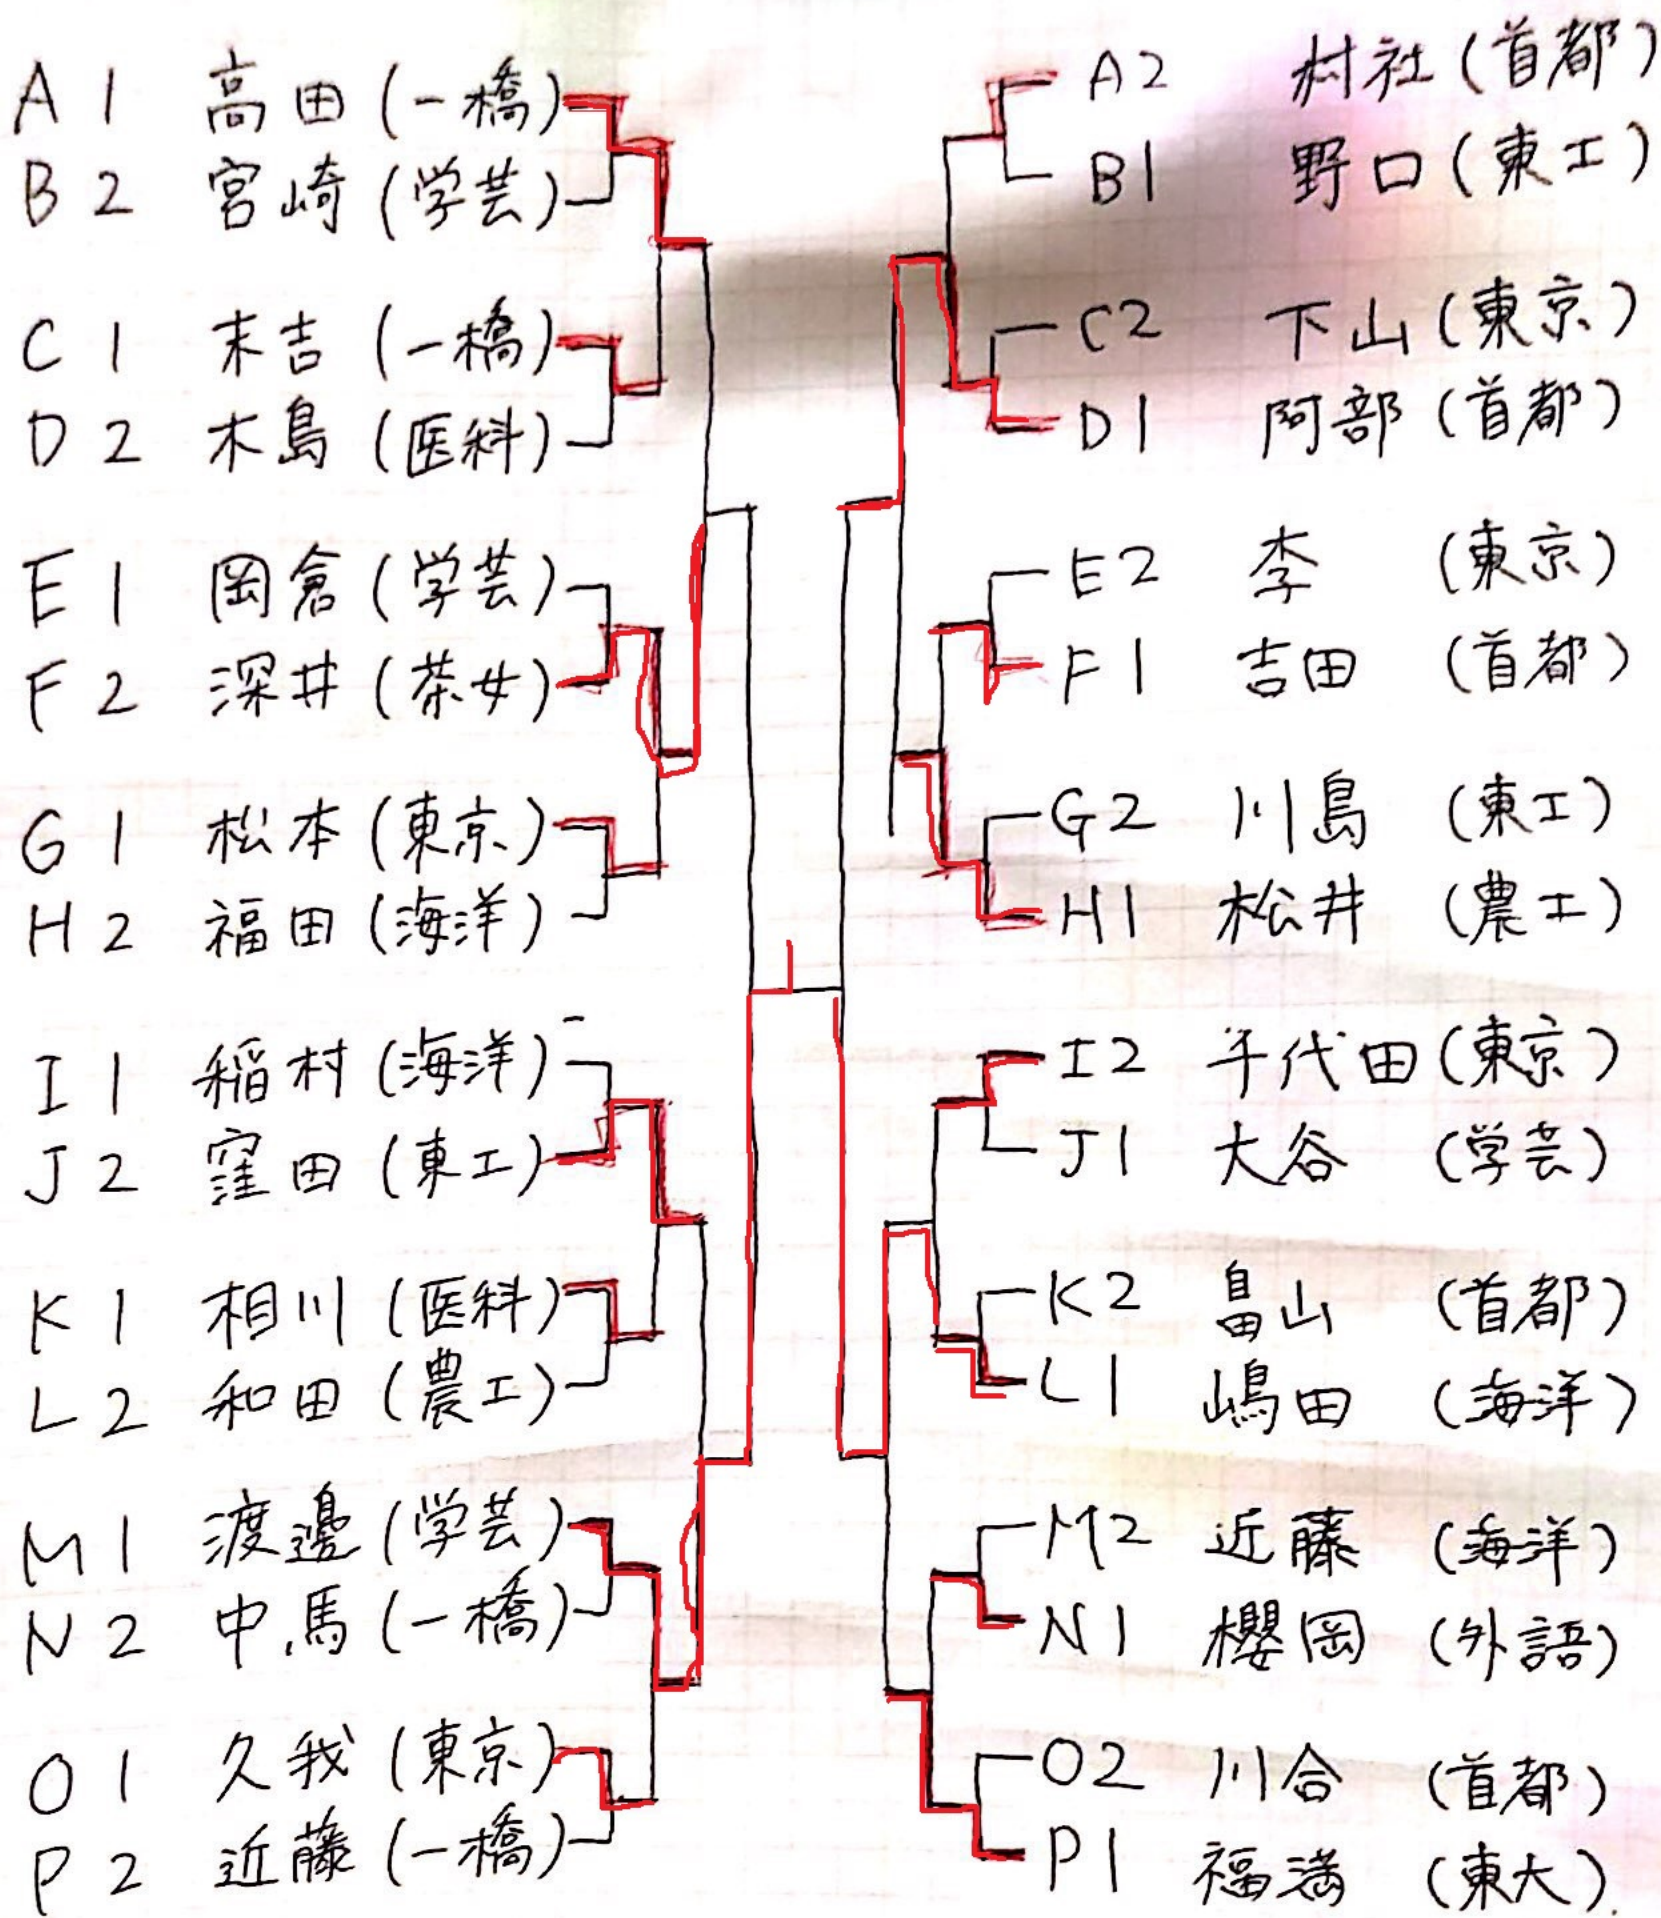 A1 高田(一橋)
B2 宮崎(学芸)
C1 末吉(一橋)
D2 木島(医科)
E1 岡倉(学芸)
F2 深井(茶女)
G1 松本(東京)
H2 福田(海洋)
I1 稲村(海洋)
J2 窪田(東工)
K1 相川(医科)
L2 和田(農工)
M1 渡邊(学芸)
N2 中馬(一橋)
O1 久我(東京)
P2 近藤(一橋)
A2 村社(首都)
B1 野口(東工)
C2 下山(東京)
D1 阿部(首都)
E2 李(東京)
F1 吉田(首都)
G2 川島(東工)
H1 松井(農工)
I2 千代田(東京)
J1 大谷(学芸)
K2 畠山(首都)
L1 嶋田(海洋)
M2 近藤(海洋)
N1 櫻岡(外語)
O2 川合(首都)
P1 福満(東大)